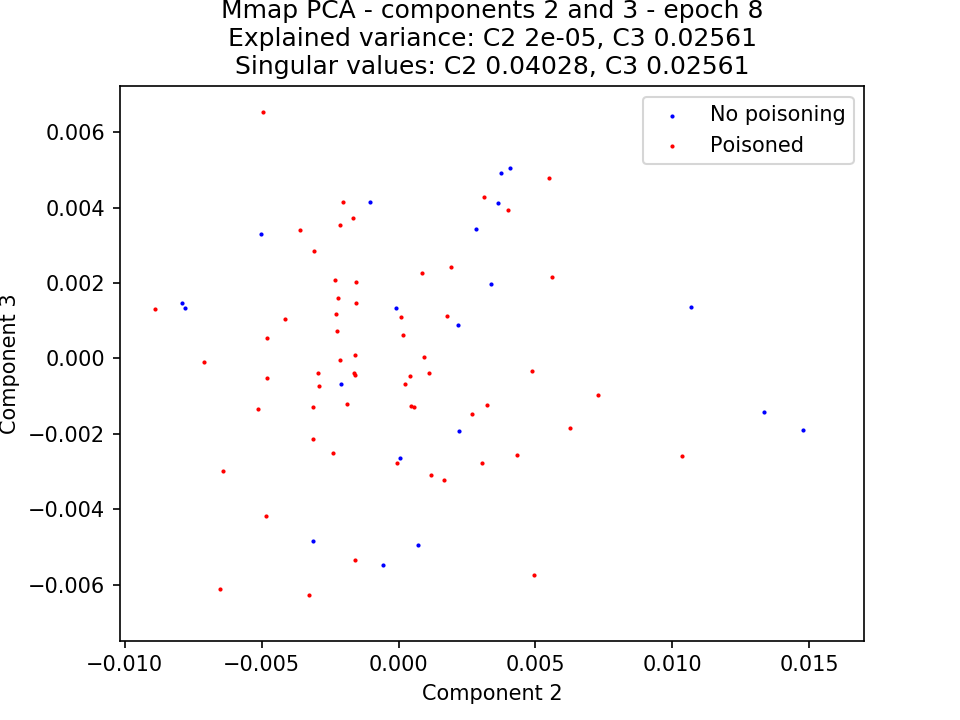 Mmap PCA - components 2 and 3 - epoch 8
Explained variance: C2 2e-05, C3 0.02561
Singular values: C2 0.04028, C3 0.02561
No poisoning
Poisoned
0.006
0.004
0.002
0.000
−0.002
−0.004
−0.006
Component 3
−0.010
−0.005
0.000
0.005
0.010
0.015
Component 2